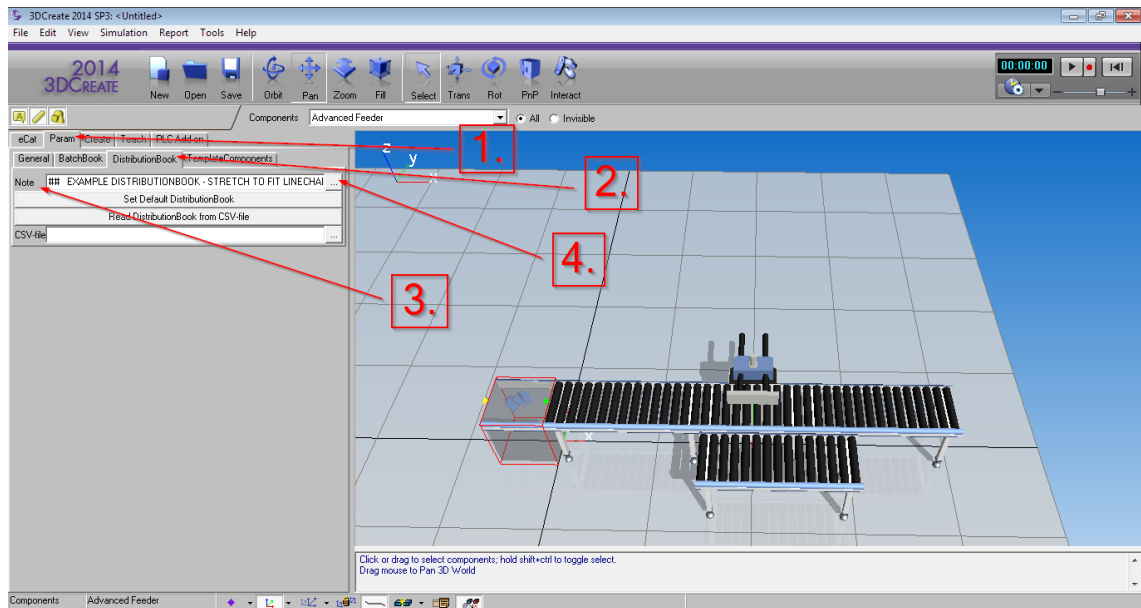 3DCreate 2014 SP3: <Untitled>
File Edit View Simulation Report Tools Help
2014
3DCREATE
New Open Save Orbit Pan Zoom Fill Select Trans Rot PnP Interact
00:00:00
Components Advanced Feeder All Invisible
eCat Param Create Teach PLC Add-on
General BatchBook DistributionBook TemplateComponents
Note ## EXAMPLE DISTRIBUTIONBOOK - STRETCH TO FIT LINECHAI ...
Set Default DistributionBook
Read DistributionBook from CSV-file
CSV-file ...
1.
2.
4.
3.
z
y
x
x
Click or drag to select components; hold shift+ctrl to toggle select.
Drag mouse to Pan 3D World
Components Advanced Feeder